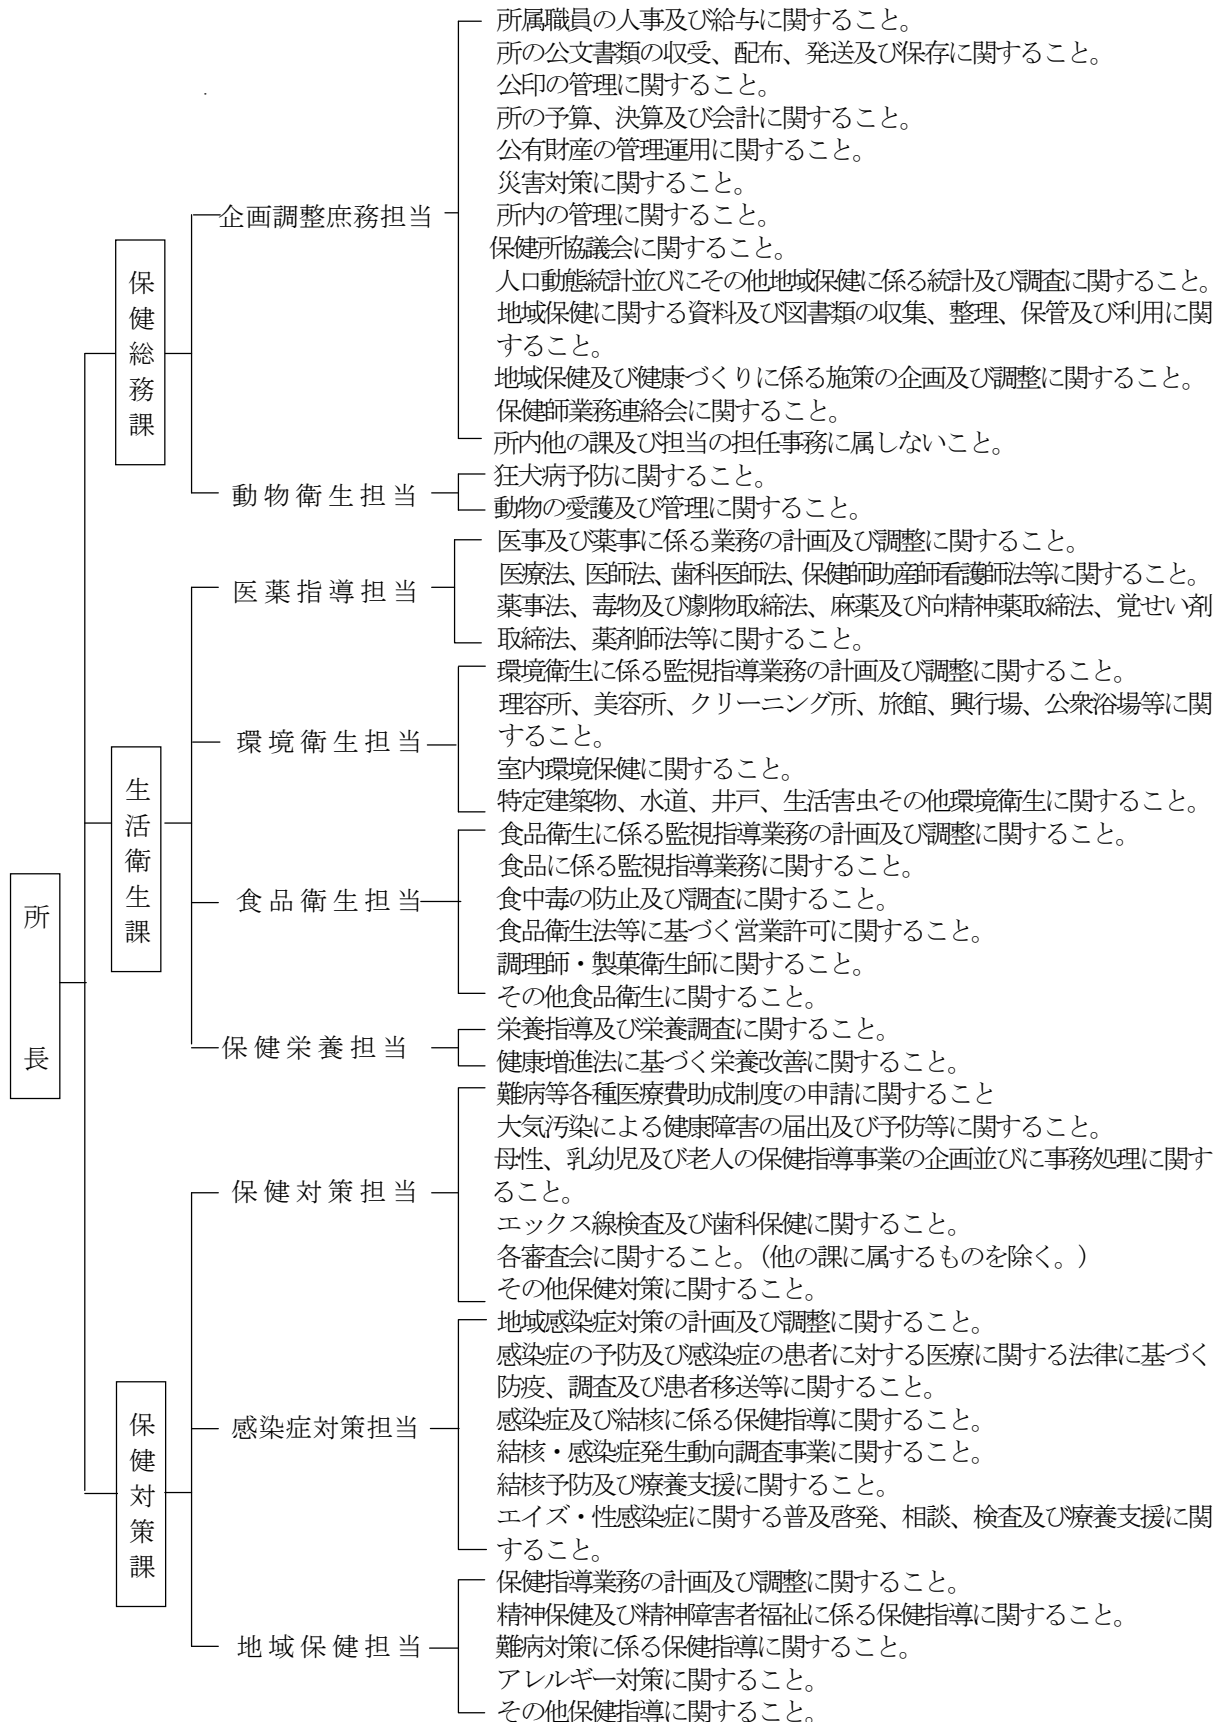 所長
保健総務課
企画調整庶務担当
所属職員の人事及び給与に関すること。
所の公文書類の収受、配布、発送及び保存に関すること。
公印の管理に関すること。
所の予算、決算及び会計に関すること。
公有財産の管理運用に関すること。
災害対策に関すること。
所内の管理に関すること。
保健所協議会に関すること。
人口動態統計並びにその他地域保健に係る統計及び調査に関すること。
地域保健に関する資料及び図書類の収集、整理、保管及び利用に関
すること。
地域保健及び健康づくりに係る施策の企画及び調整に関すること。
保健師業務連絡会に関すること。
所内他の課及び担当の担任事務に属しないこと。
動物衛生担当
狂犬病予防に関すること。
動物の愛護及び管理に関すること。
生活衛生課
医薬指導担当
医事及び薬事に係る業務の計画及び調整に関すること。
医療法、医師法、歯科医師法、保健師助産師看護師法等に関すること。
薬事法、毒物及び劇物取締法、麻薬及び向精神薬取締法、覚せい剤
取締法、薬剤師法等に関すること。
環境衛生担当
環境衛生に係る監視指導業務の計画及び調整に関すること。
理容所、美容所、クリーニング所、旅館、興行場、公衆浴場等に関
すること。
室内環境保健に関すること。
特定建築物、水道、井戸、生活害虫その他環境衛生に関すること。
食品衛生担当
食品衛生に係る監視指導業務の計画及び調整に関すること。
食品に係る監視指導業務に関すること。
食中毒の防止及び調査に関すること。
食品衛生法等に基づく営業許可に関すること。
調理師・製菓衛生師に関すること。
その他食品衛生に関すること。
保健栄養担当
栄養指導及び栄養調査に関すること。
健康増進法に基づく栄養改善に関すること。
保健対策課
保健対策担当
難病等各種医療費助成制度の申請に関すること
大気汚染による健康障害の届出及び予防等に関すること。
母性、乳幼児及び老人の保健指導事業の企画並びに事務処理に関す
ること。
エックス線検査及び歯科保健に関すること。
各審査会に関すること。(他の課に属するものを除く。)
その他保健対策に関すること。
感染症対策担当
地域感染症対策の計画及び調整に関すること。
感染症の予防及び感染症の患者に対する医療に関する法律に基づく
防疫、調査及び患者移送等に関すること。
感染症及び結核に係る保健指導に関すること。
結核・感染症発生動向調査事業に関すること。
結核予防及び療養支援に関すること。
エイズ・性感染症に関する普及啓発、相談、検査及び療養支援に関
すること。
地域保健担当
保健指導業務の計画及び調整に関すること。
精神保健及び精神障害者福祉に係る保健指導に関すること。
難病対策に係る保健指導に関すること。
アレルギー対策に関すること。
その他保健指導に関すること。